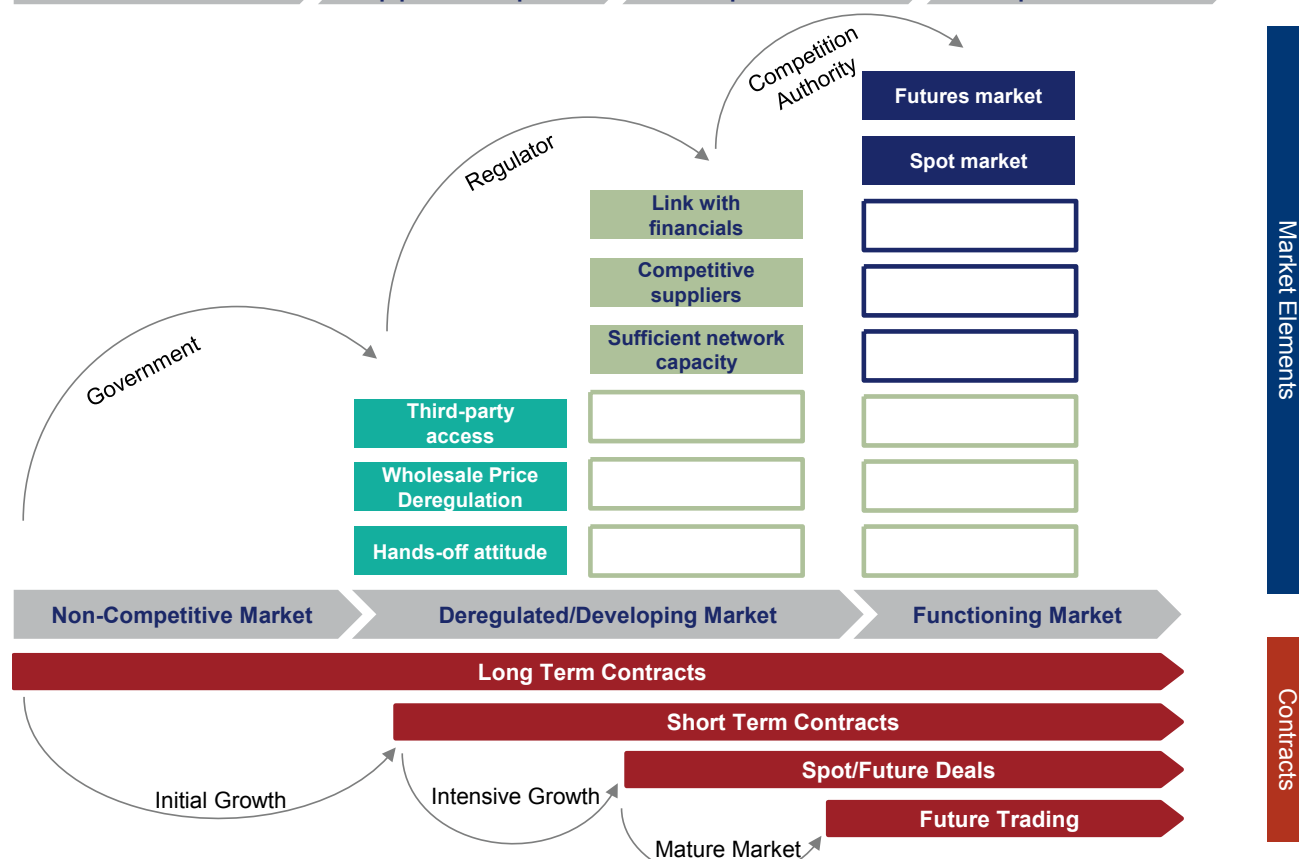 Competition
Authority
Futures market
Regulator
Spot market
Link with
financials
Competitive
suppliers
Government
Sufficient network
capacity
Third-party
access
Wholesale Price
Deregulation
Hands-off attitude
Market Elements
Non-Competitive Market
Deregulated/Developing Market
Functioning Market
Long Term Contracts
Short Term Contracts
Spot/Future Deals
Future Trading
Initial Growth
Intensive Growth
Mature Market
Contracts